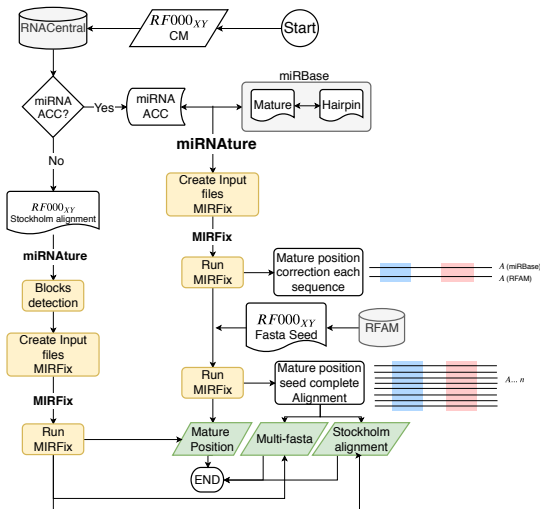 RNACentral
RF000XY
CM
Start
miRNA
ACC?
Yes
miRNA
ACC
miRBase
Mature
Hairpin
No
miRNAture
RF000XY
Stockholm alignment
Create Input
files
MIRFix
miRNAture
MIRFix
Blocks
detection
Run
MIRFix
Mature position
correction each
sequence
A (miRBase)
A (RFAM)
Create Input
files
MIRFix
RF000XY
Fasta Seed
RFAM
MIRFix
Run
MIRFix
Mature position
seed complete
Alignment
A... n
Run
MIRFix
Mature
Position
Multi-fasta
Stockholm
alignment
END